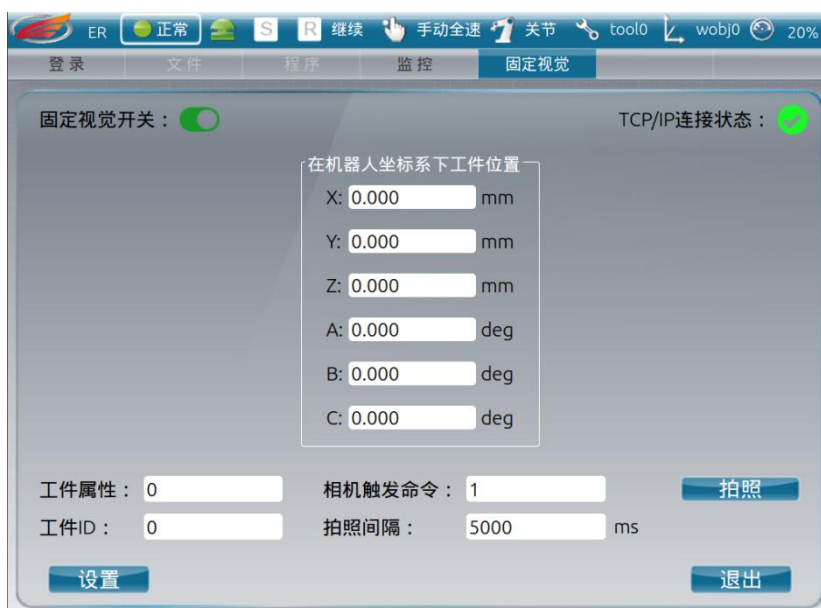 ER 正常 S R 继续 手动全速 关节 tool0 wobj0 20%
登录 文件 程序 监控 固定视觉
固定视觉开关： TCP/IP连接状态：
在机器人坐标系下工件位置
X: 0.000 mm
Y: 0.000 mm
Z: 0.000 mm
A: 0.000 deg
B: 0.000 deg
C: 0.000 deg
工件属性： 0 相机触发命令： 1 拍照
工件ID： 0 拍照间隔： 5000 ms
设置 退出